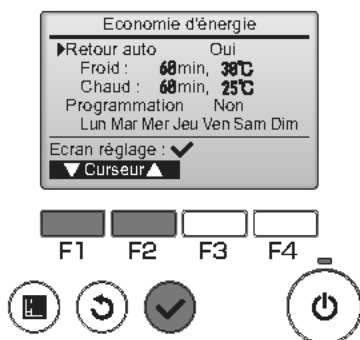 Economie d'énergie
▶Retour auto Oui
Froid : 60min, 30°C
Chaud : 60min, 25°C
Programmation Non
Lun Mar Mer Jeu Ven Sam Dim
Ecran réglage : ✔
▼ Curseur▲
F1 F2 F3 F4